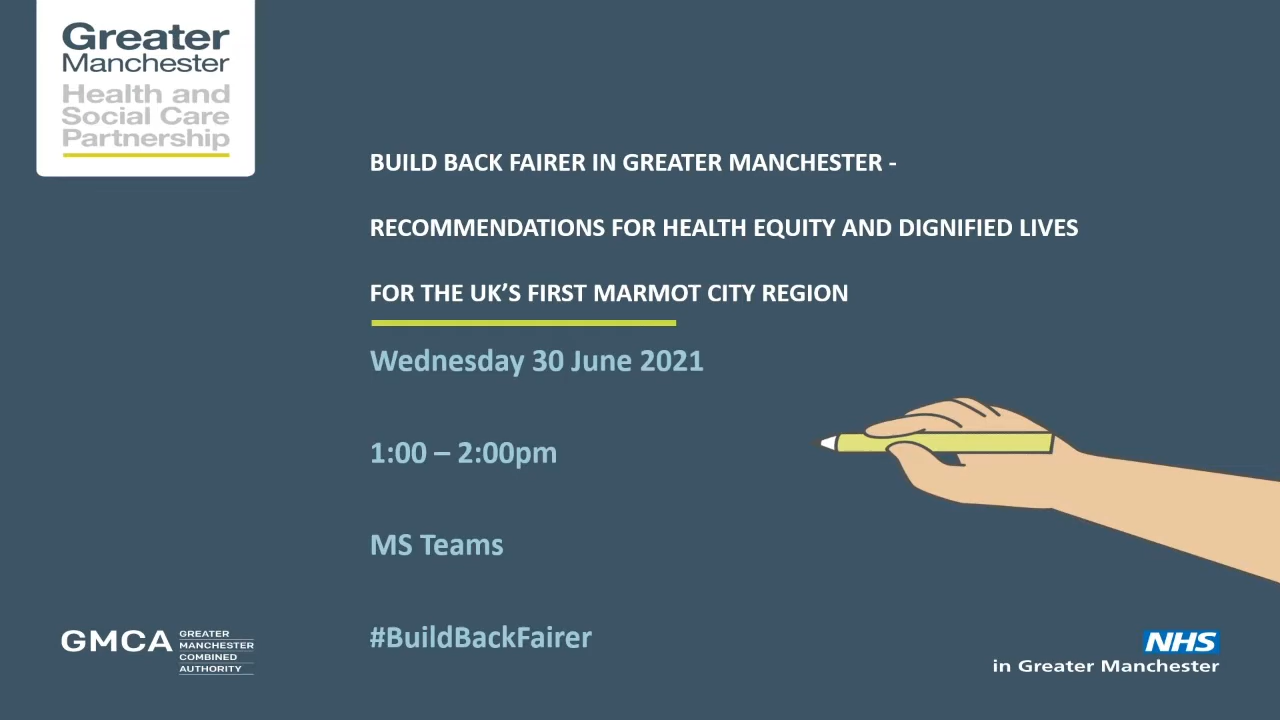 Greater
Manchester
Health and
Social Care
Partnership
BUILD BACK FAIRER IN GREATER MANCHESTER -
RECOMMENDATIONS FOR HEALTH EQUITY AND DIGNIFIED LIVES
FOR THE UK’S FIRST MARMOT CITY REGION
Wednesday 30 June 2021
1:00 – 2:00pm
MS Teams
#BuildBackFairer
GMCA
GREATER
MANCHESTER
COMBINED
AUTHORITY
NHS
in Greater Manchester